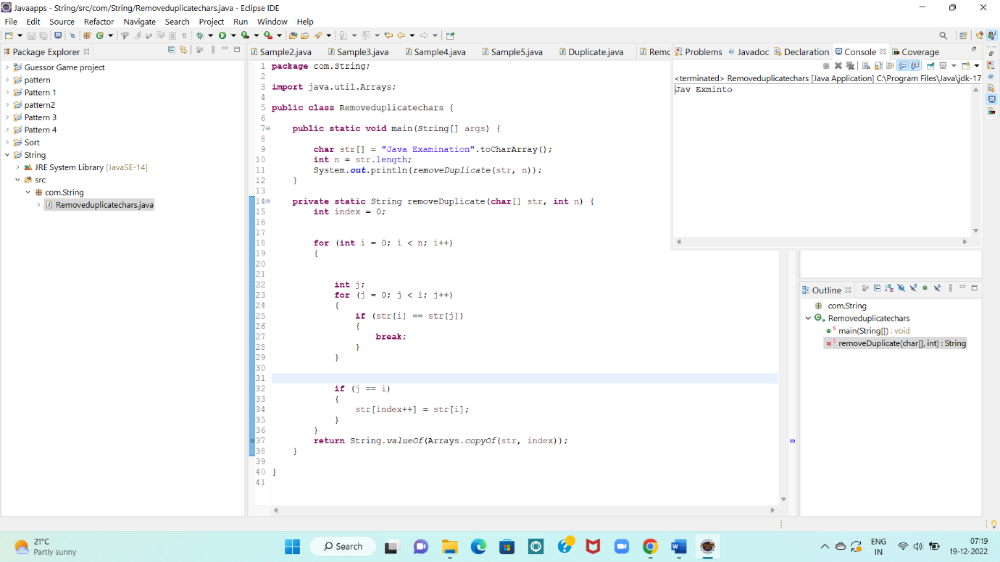 Javaapps - String/src/com/String/Removeduplicatechars.java - Eclipse IDE
File Edit Source Refactor Navigate Search Project Run Window Help
Package Explorer
Guessor Game project
pattern
Pattern 1
pattern2
Pattern 3
Pattern 4
Sort
String
JRE System Library [JavaSE-14]
src
com.String
Removeduplicatechars.java
Sample2.java Sample3.java Sample4.java Sample5.java Duplicate.java Remc
1 package com.String;
2
3 import java.util.Arrays;
4
5 public class Removeduplicatechars {
6
7 public static void main(String[] args) {
8
9 char str[] = "Java Examination".toCharArray();
10 int n = str.length;
11 System.out.println(removeDuplicate(str, n));
12 }
13
14 private static String removeDuplicate(char[] str, int n) {
15 int index = 0;
16
17
18 for (int i = 0; i < n; i++)
19 {
20
21
22 int j;
23 for (j = 0; j < i; j++)
24 {
25 if (str[i] == str[j])
26 {
27 break;
28 }
29 }
30
31
32 if (j == i)
33 {
34 str[index++] = str[i];
35 }
36 }
37 return String.valueOf(Arrays.copyOf(str, index));
38 }
39
40 }
41
Problems Javadoc Declaration Console Coverage
<terminated> Removeduplicatechars [Java Application] C:\Program Files\Java\jdk-17
Jav Exminto
Outline
com.String
Removeduplicatechars
main(String[]) : void
removeDuplicate(char[], int) : String
21°C
Partly sunny
Search
ENG
IN
07:19
19-12-2022